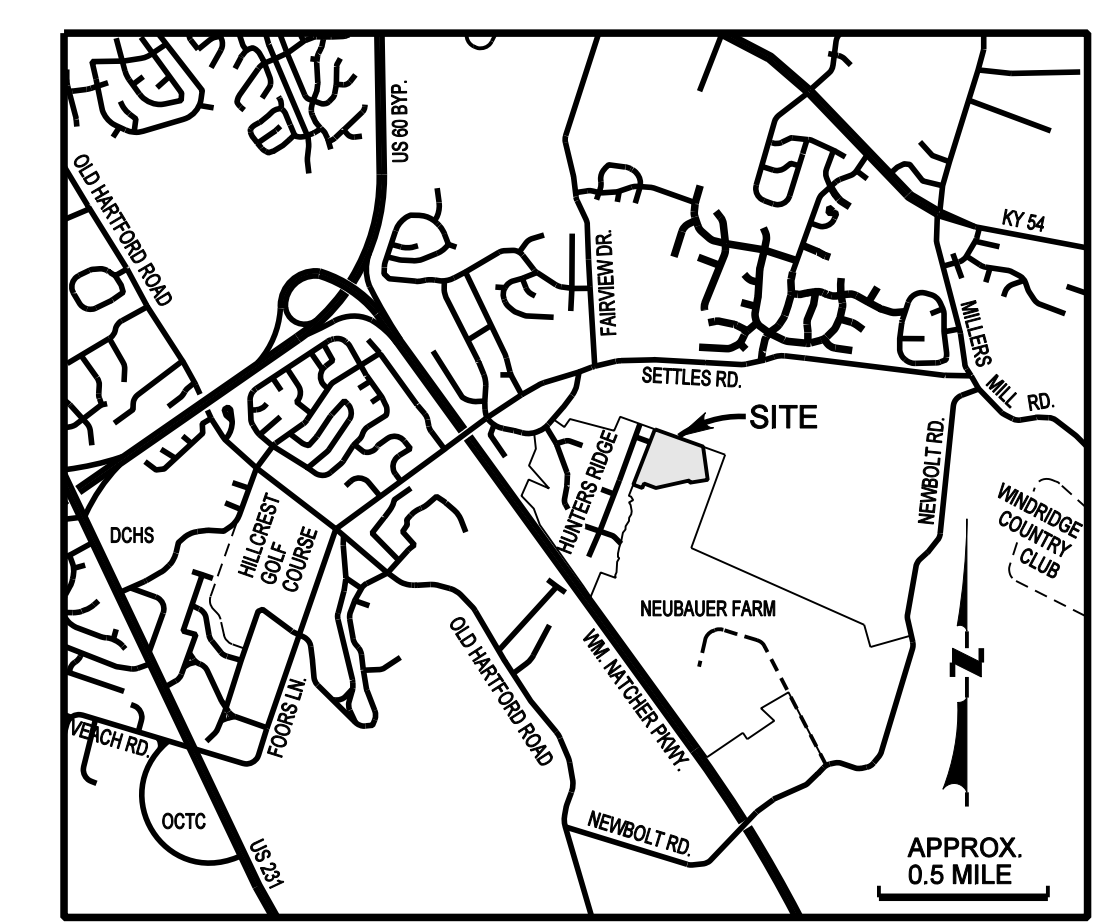 US 60 BYP.
OLD HARTFORD ROAD
KY 54
FAIRVIEW DR.
MILLERS
MILL RD.
SETTLES RD.
SITE
HUNTERS RIDGE
NEWBOLT RD.
WINDRIDGE
COUNTRY
CLUB
DCHS
HILLCREST
GOLF
COURSE
NEUBAUER FARM
OLD HARTFORD ROAD
WM. NATCHER PKWY.
N
FOORS LN.
VEACH RD.
OCTC
US 231
NEWBOLT RD.
APPROX.
0.5 MILE